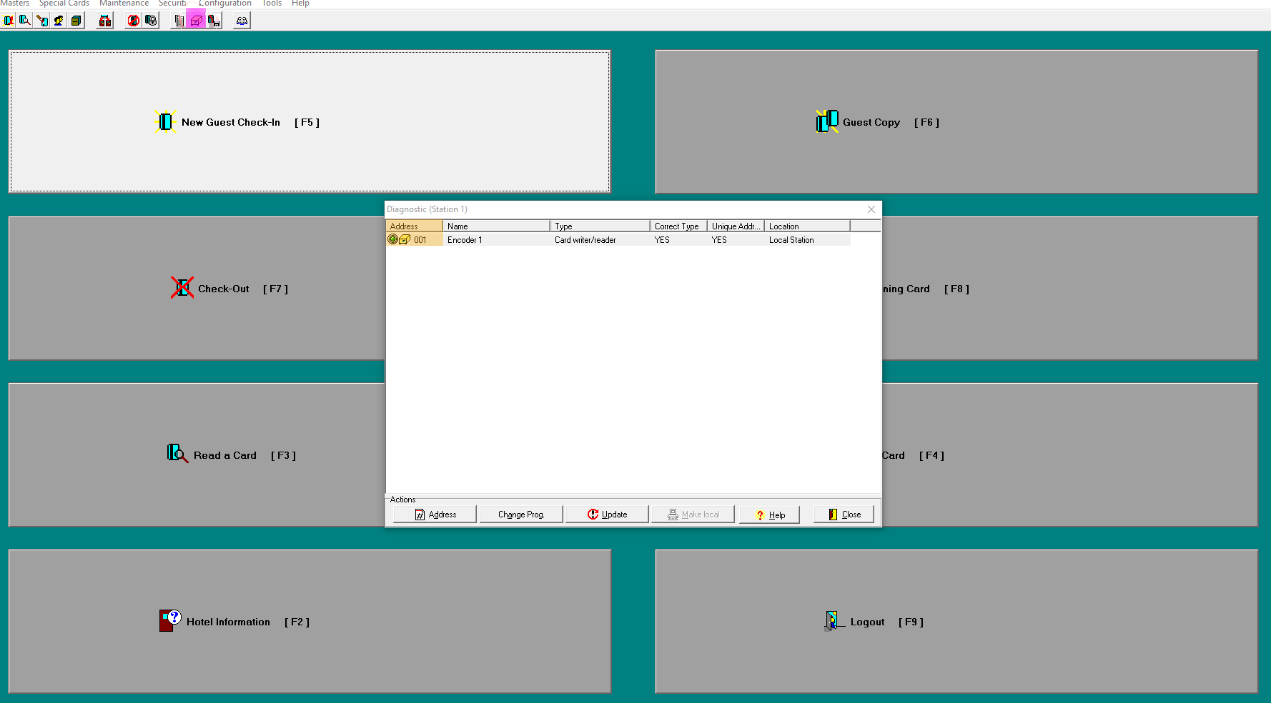 Masters Special Cards Maintenance Securit Configuration Tools Help
New Guest Check-In [ F5 ]
Guest Copy [ F6 ]
Diagnostic (Station 1)
Address Name Type Correct Type Unique Addr... Location
001 Encoder 1 Card writer/reader YES YES Local Station
Check-Out [ F7 ]
ning Card [ F8 ]
Read a Card [ F3 ]
Card [ F4 ]
Actions
Address Change Prog. Update Make local Help Close
Hotel Information [ F2 ]
Logout [ F9 ]